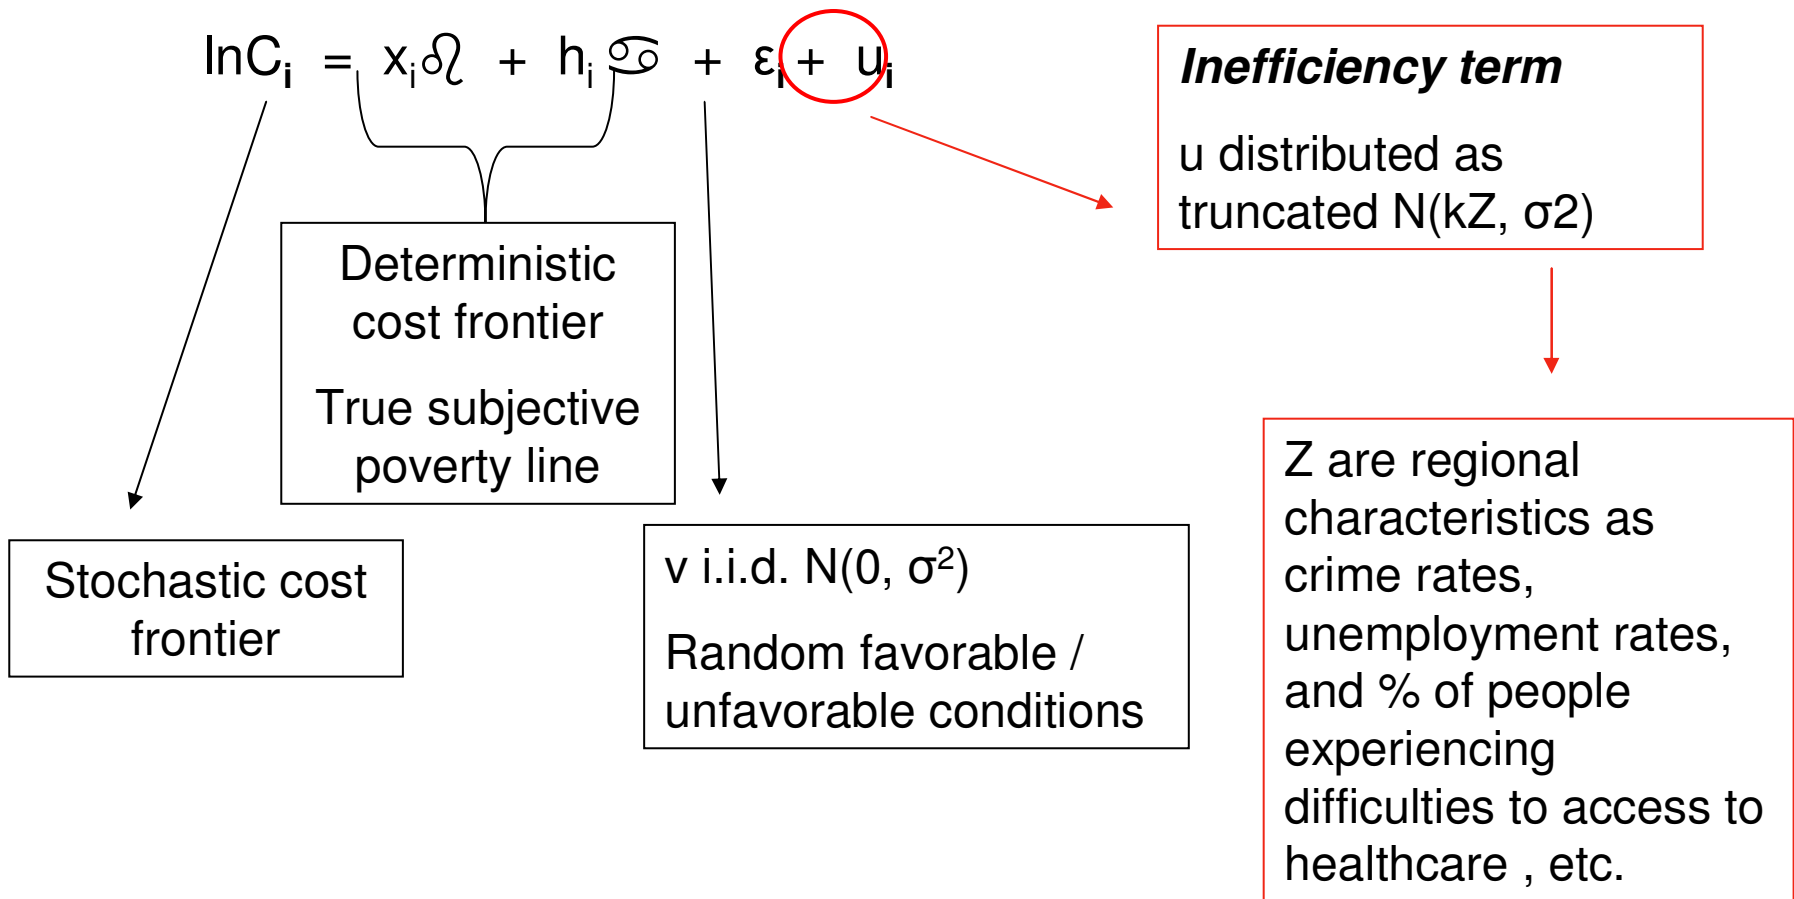 lnCᵢ = xᵢ♌ + hᵢ♋ + εᵢ + uᵢ
Inefficiency term
u distributed as
truncated N(kZ, σ2)
Deterministic
cost frontier
True subjective
poverty line
Stochastic cost
frontier
v i.i.d. N(0, σ²)
Random favorable /
unfavorable conditions
Z are regional
characteristics as
crime rates,
unemployment rates,
and % of people
experiencing
difficulties to access to
healthcare , etc.